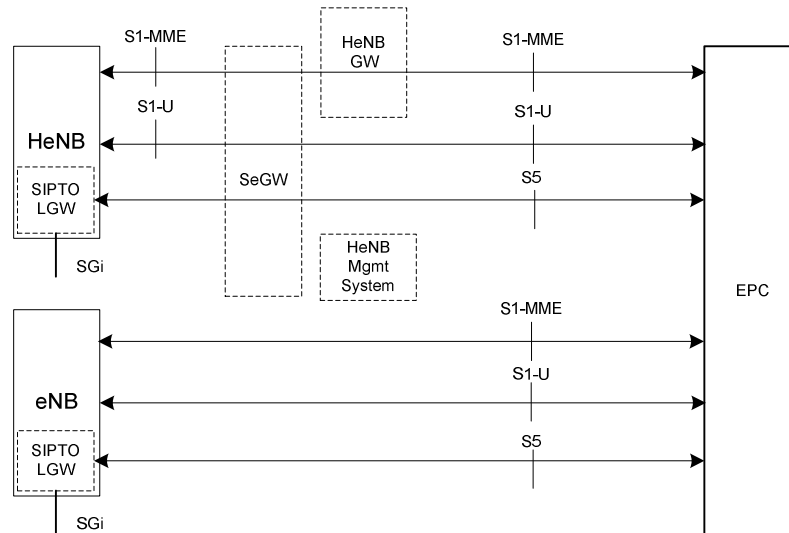 S1-MME
HeNB
GW
S1-MME
S1-U
S1-U
HeNB
SeGW
S5
SIPTO
LGW
SGi
HeNB
Mgmt
System
EPC
S1-MME
S1-U
eNB
S5
SIPTO
LGW
SGi